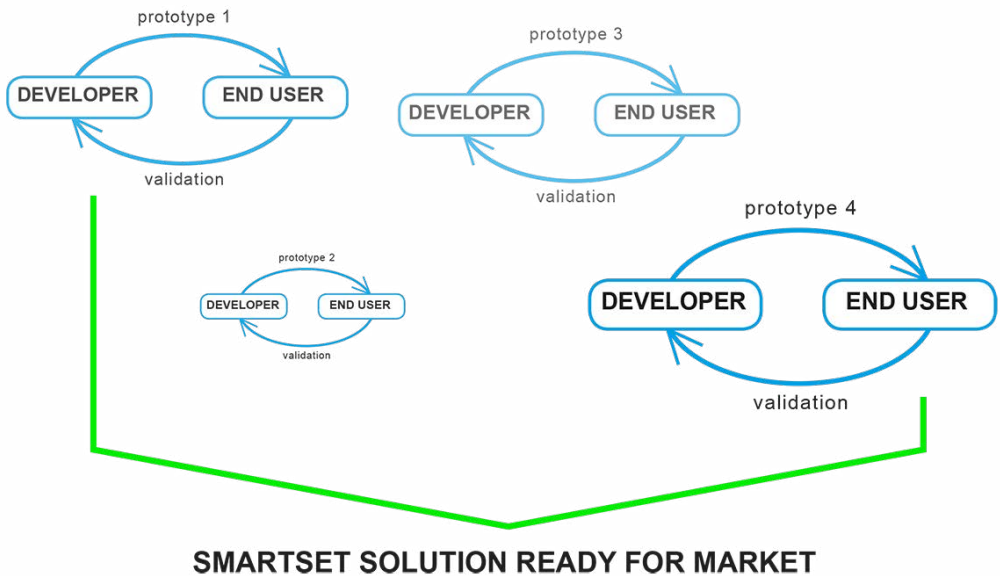 prototype 1
DEVELOPER
END USER
validation
prototype 3
DEVELOPER
END USER
validation
prototype 2
DEVELOPER
END USER
validation
prototype 4
DEVELOPER
END USER
validation
SMARTSET SOLUTION READY FOR MARKET